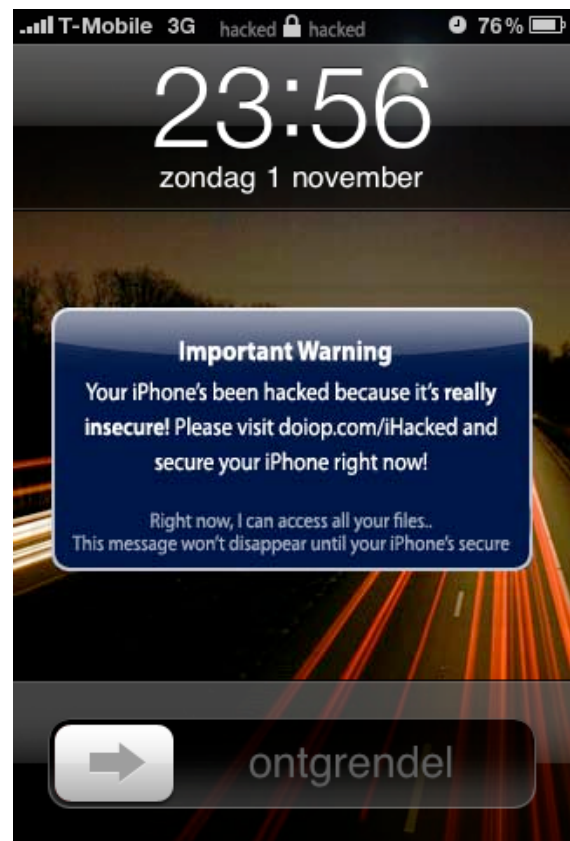 T-Mobile 3G hacked hacked 76%
23:56
zondag 1 november
Important Warning
Your iPhone's been hacked because it's really
insecure! Please visit doiop.com/iHacked and
secure your iPhone right now!
Right now, I can access all your files..
This message won't disappear until your iPhone's secure
ontgrendel